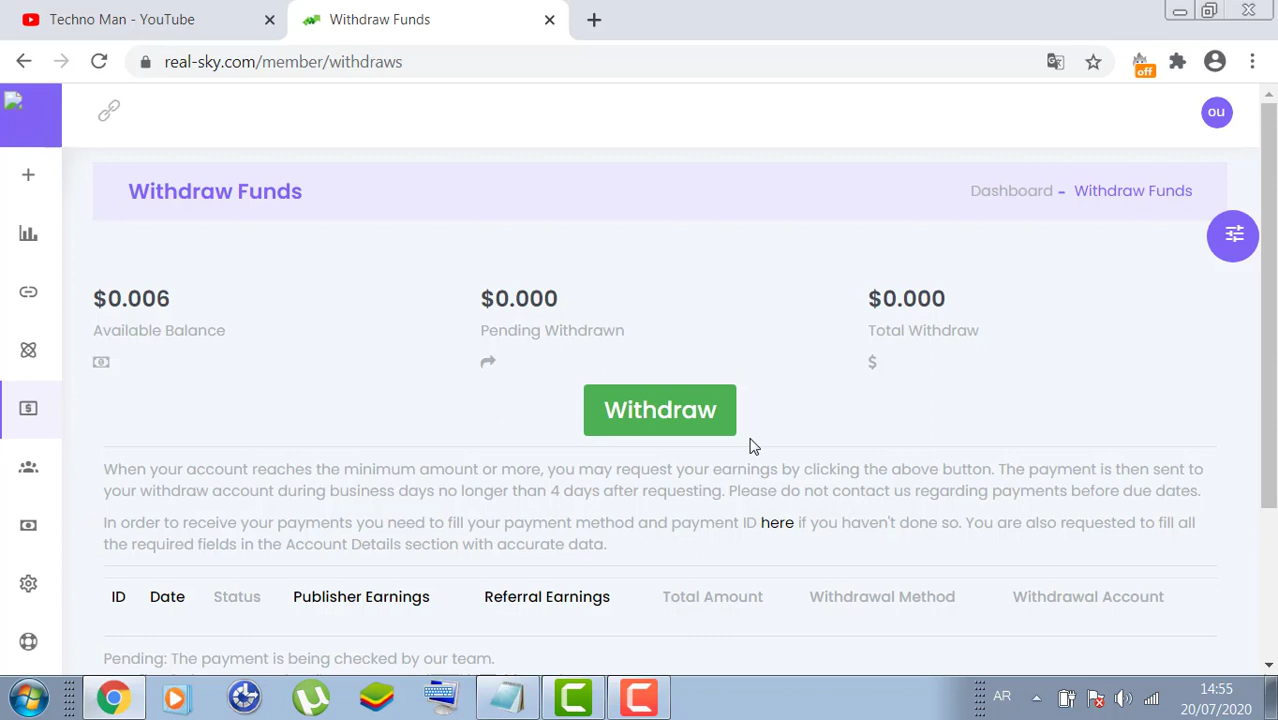 Techno Man - YouTube
Withdraw Funds
real-sky.com/member/withdraws
off
OU
Withdraw Funds
Dashboard - Withdraw Funds
$0.006
$0.000
$0.000
Available Balance
Pending Withdrawn
Total Withdraw
$
Withdraw
When your account reaches the minimum amount or more, you may request your earnings by clicking the above button. The payment is then sent to
your withdraw account during business days no longer than 4 days after requesting. Please do not contact us regarding payments before due dates.
In order to receive your payments you need to fill your payment method and payment ID here if you haven't done so. You are also requested to fill all
the required fields in the Account Details section with accurate data.
ID Date Status Publisher Earnings Referral Earnings Total Amount Withdrawal Method Withdrawal Account
Pending: The payment is being checked by our team.
AR
14:55
20/07/2020